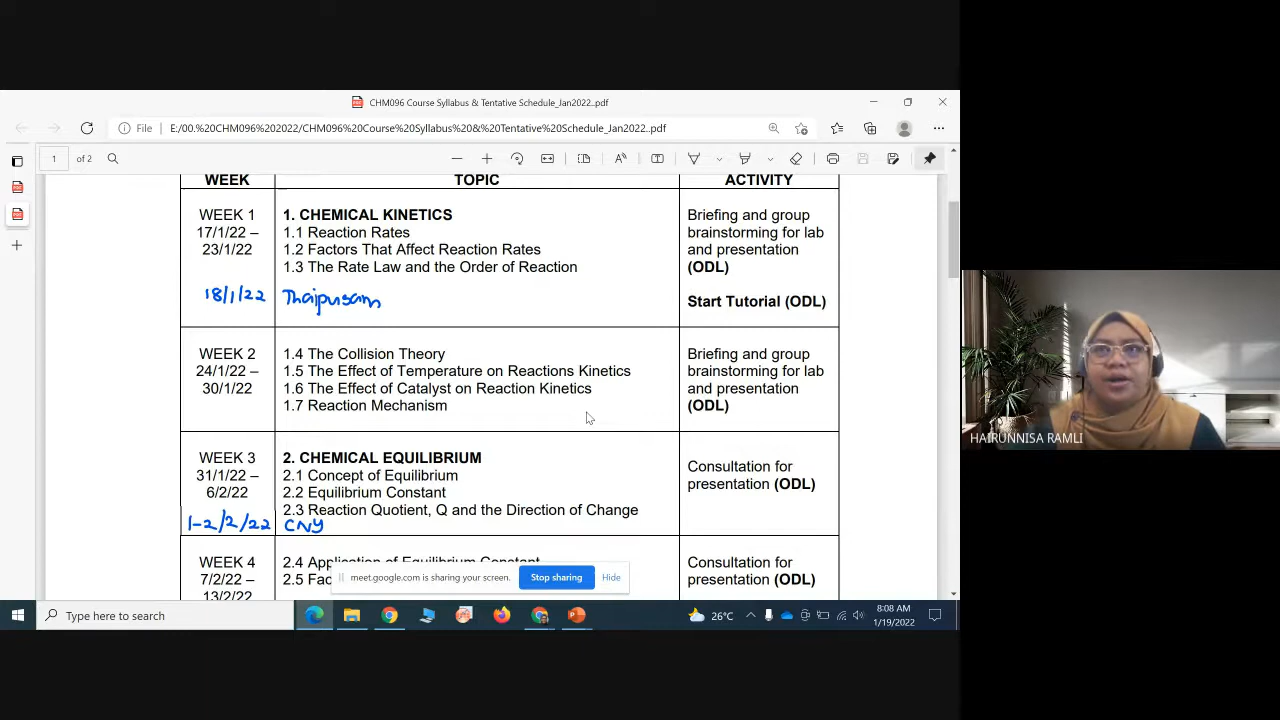 CHM096 Course Syllabus & Tentative Schedule_Jan2022..pdf
File
E:/00.%20CHM096%202022/CHM096%20Course%20Syllabus%20&%20Tentative%20Schedule_Jan2022..pdf
1
of 2
WEEK
TOPIC
ACTIVITY
WEEK 1
17/1/22 –
23/1/22
18/1/22
1. CHEMICAL KINETICS
1.1 Reaction Rates
1.2 Factors That Affect Reaction Rates
1.3 The Rate Law and the Order of Reaction
Thaipusam
Briefing and group
brainstorming for lab
and presentation
(ODL)
Start Tutorial (ODL)
WEEK 2
24/1/22 –
30/1/22
1.4 The Collision Theory
1.5 The Effect of Temperature on Reactions Kinetics
1.6 The Effect of Catalyst on Reaction Kinetics
1.7 Reaction Mechanism
Briefing and group
brainstorming for lab
and presentation
(ODL)
WEEK 3
31/1/22 –
6/2/22
1-2/2/22
2. CHEMICAL EQUILIBRIUM
2.1 Concept of Equilibrium
2.2 Equilibrium Constant
2.3 Reaction Quotient, Q and the Direction of Change
CNY
Consultation for
presentation (ODL)
WEEK 4
7/2/22 –
13/2/22
2.4 Application of Equilibrium Constant
2.5 Fac
Consultation for
presentation (ODL)
meet.google.com is sharing your screen.
Stop sharing
Hide
HAIRUNNISA RAMLI
Type here to search
26°C
8:08 AM
1/19/2022